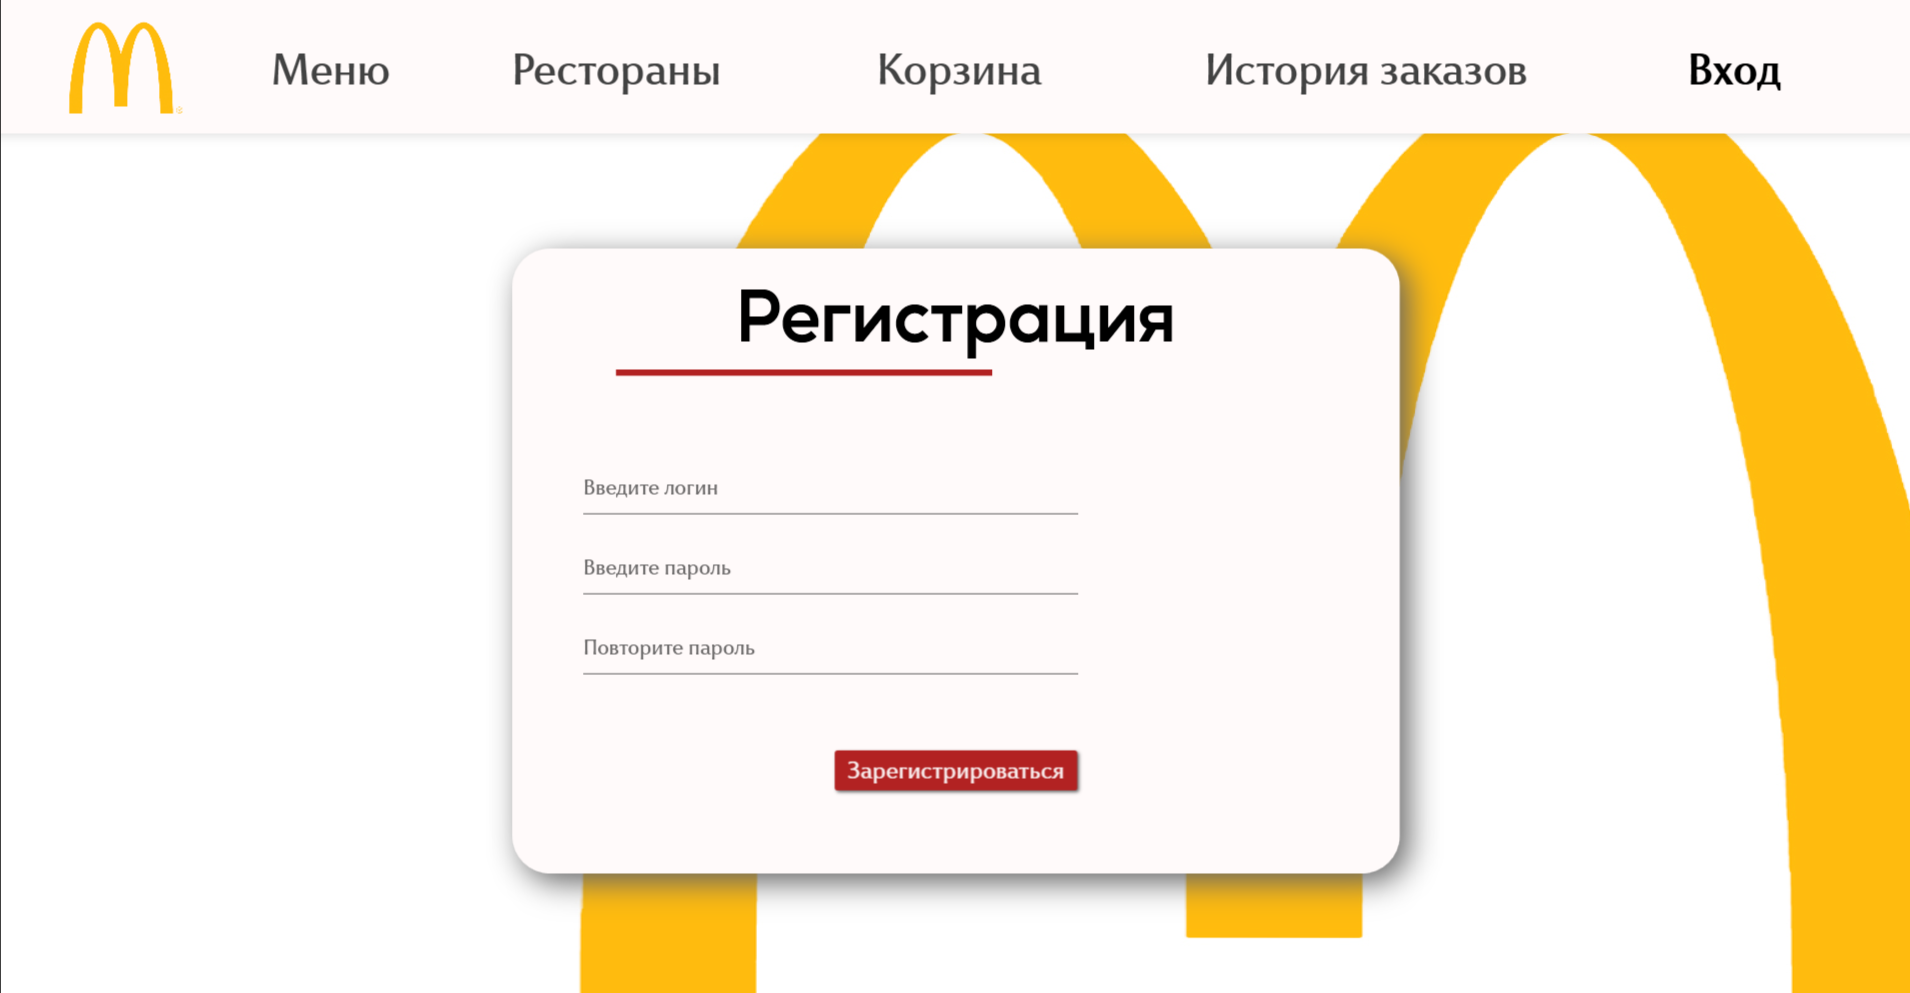 Меню Рестораны Корзина История заказов Вход
Регистрация
Введите логин
Введите пароль
Повторите пароль
Зарегистрироваться